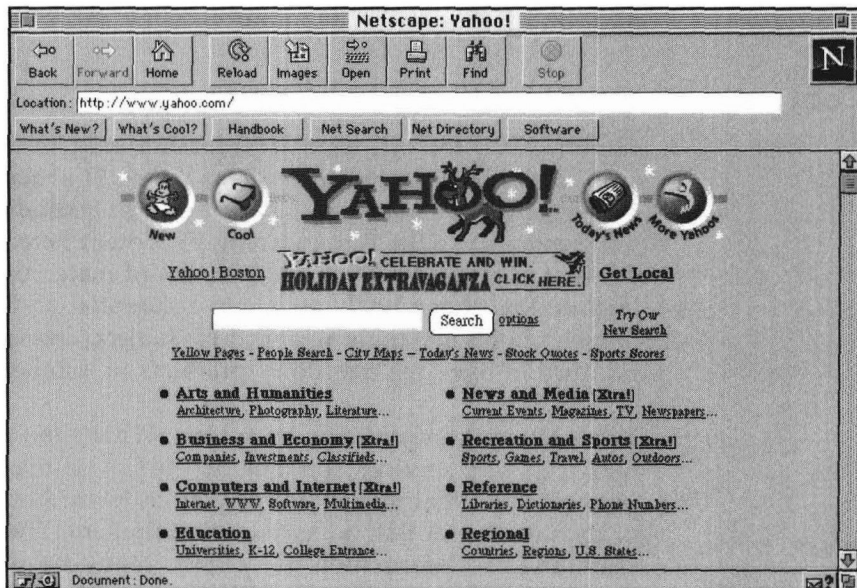 Netscape: Yahoo!
Back Forward Home Reload Images Open Print Find Stop
N
Location: http://www.yahoo.com/
What's New? What's Cool? Handbook Net Search Net Directory Software
New Cool YAHOO! Today's News More Yahoos
Yahoo! Boston YAHOO! CELEBRATE AND WIN. Get Local
HOLIDAY EXTRAVAGANZA CLICK HERE.
Search options Try Our
New Search
Yellow Pages - People Search - City Maps -- Today's News - Stock Quotes - Sports Scores
• Arts and Humanities
Architecture, Photography, Literature...
• News and Media [Xtra!]
Current Events, Magazines, TV, Newspapers...
• Business and Economy [Xtra!]
Companies, Investments, Classifieds...
• Recreation and Sports [Xtra!]
Sports, Games, Travel, Autos, Outdoors...
• Computers and Internet [Xtra!]
Internet, WWW, Software, Multimedia...
• Reference
Libraries, Dictionaries, Phone Numbers...
• Education
Universities, K-12, College Entrance...
• Regional
Countries, Regions, U.S. States...
Document: Done.
?